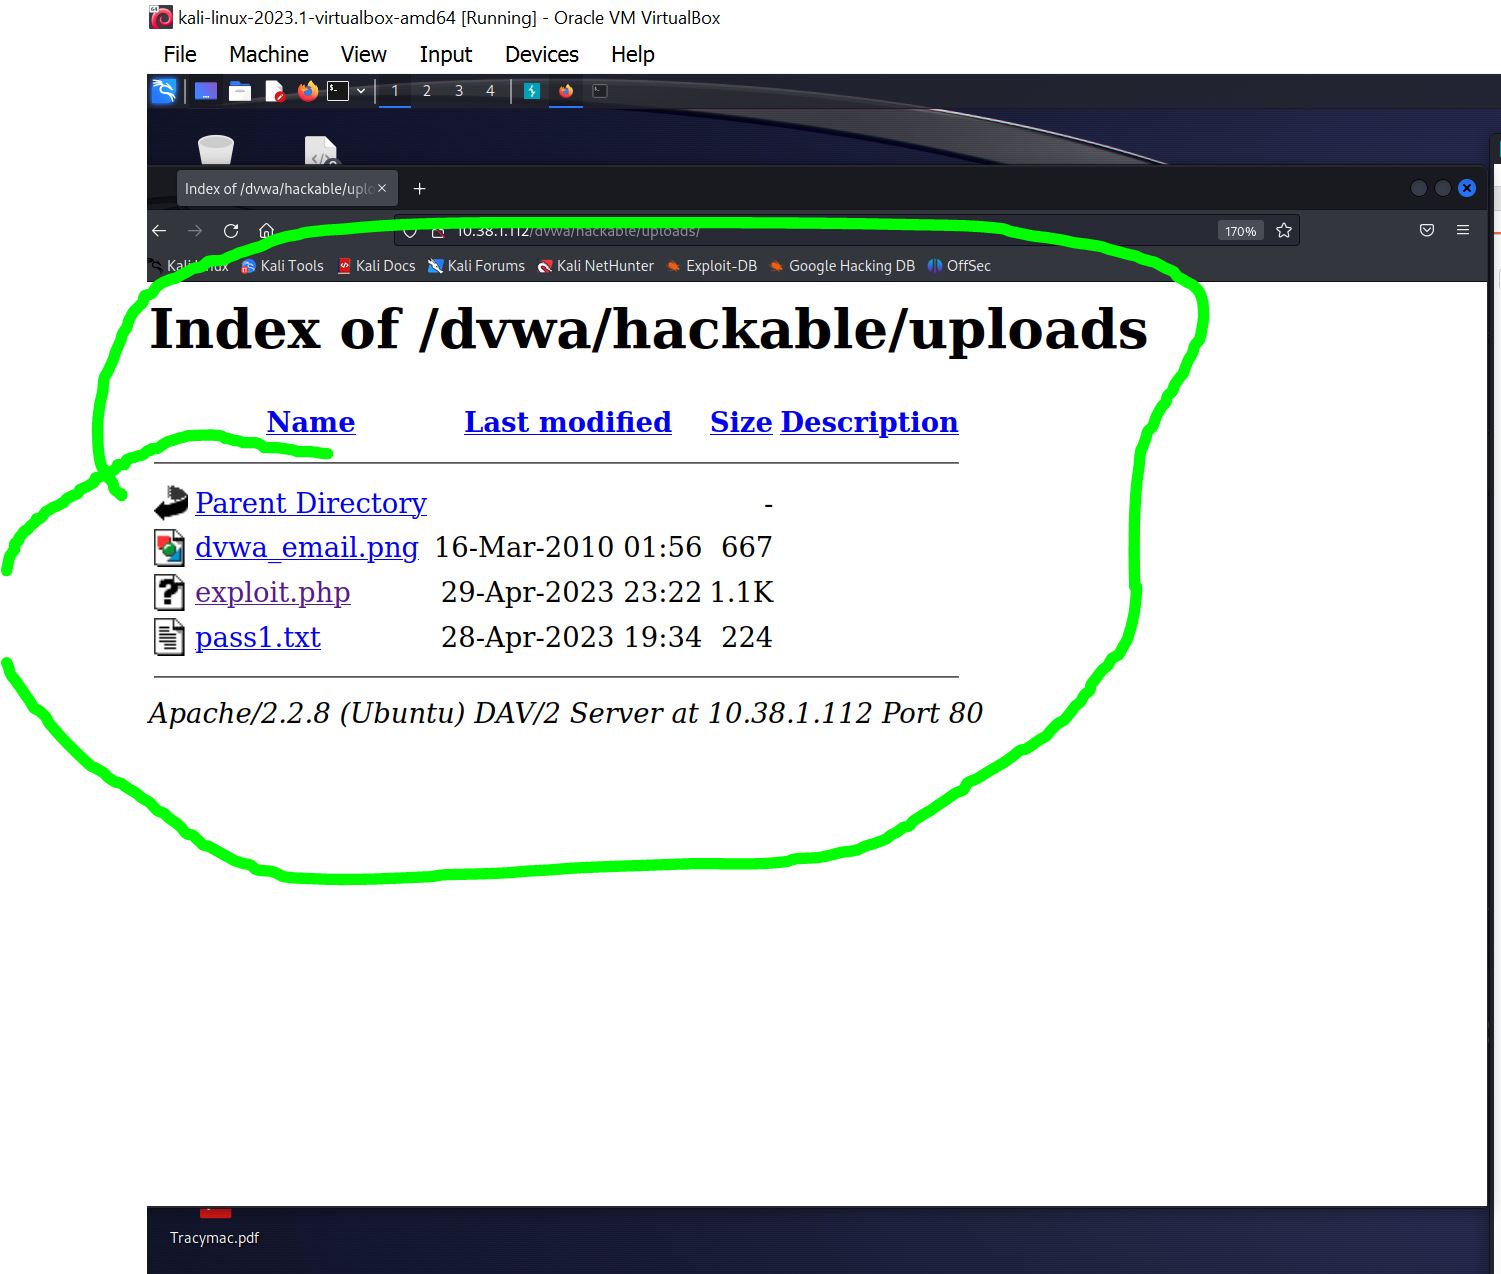 kali-linux-2023.1-virtualbox-amd64 [Running] - Oracle VM VirtualBox
File Machine View Input Devices Help
1 2 3 4
Index of /dvwa/hackable/uplo
170%
10.38.1.112/dvwa/hackable/uploads/
Kali Linux Kali Tools Kali Docs Kali Forums Kali NetHunter Exploit-DB Google Hacking DB OffSec
Index of /dvwa/hackable/uploads
Name Last modified Size Description
Parent Directory -
dvwa_email.png 16-Mar-2010 01:56 667
exploit.php 29-Apr-2023 23:22 1.1K
pass1.txt 28-Apr-2023 19:34 224
Apache/2.2.8 (Ubuntu) DAV/2 Server at 10.38.1.112 Port 80
Tracymac.pdf